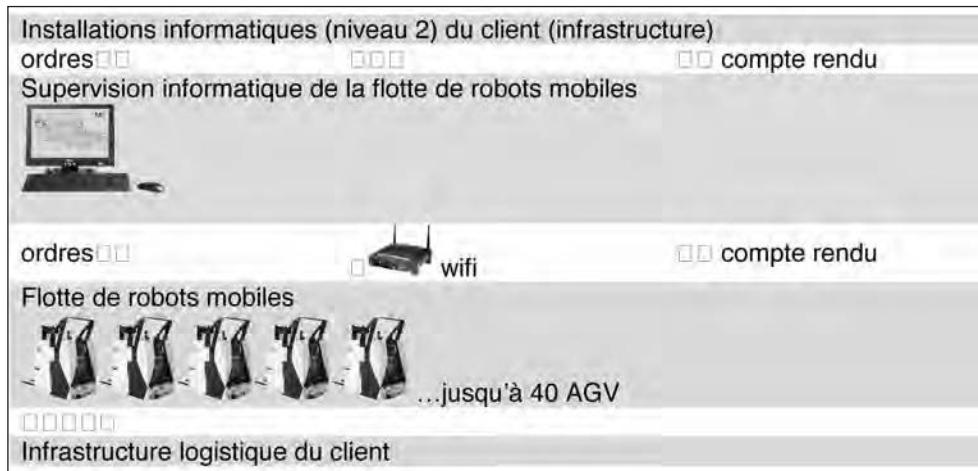 Installations informatiques (niveau 2) du client (infrastructure)
ordres□□ □□□ □□ compte rendu
Supervision informatique de la flotte de robots mobiles
ordres□□ □ wifi □□ compte rendu
Flotte de robots mobiles
…jusqu'à 40 AGV
□□□□□
Infrastructure logistique du client